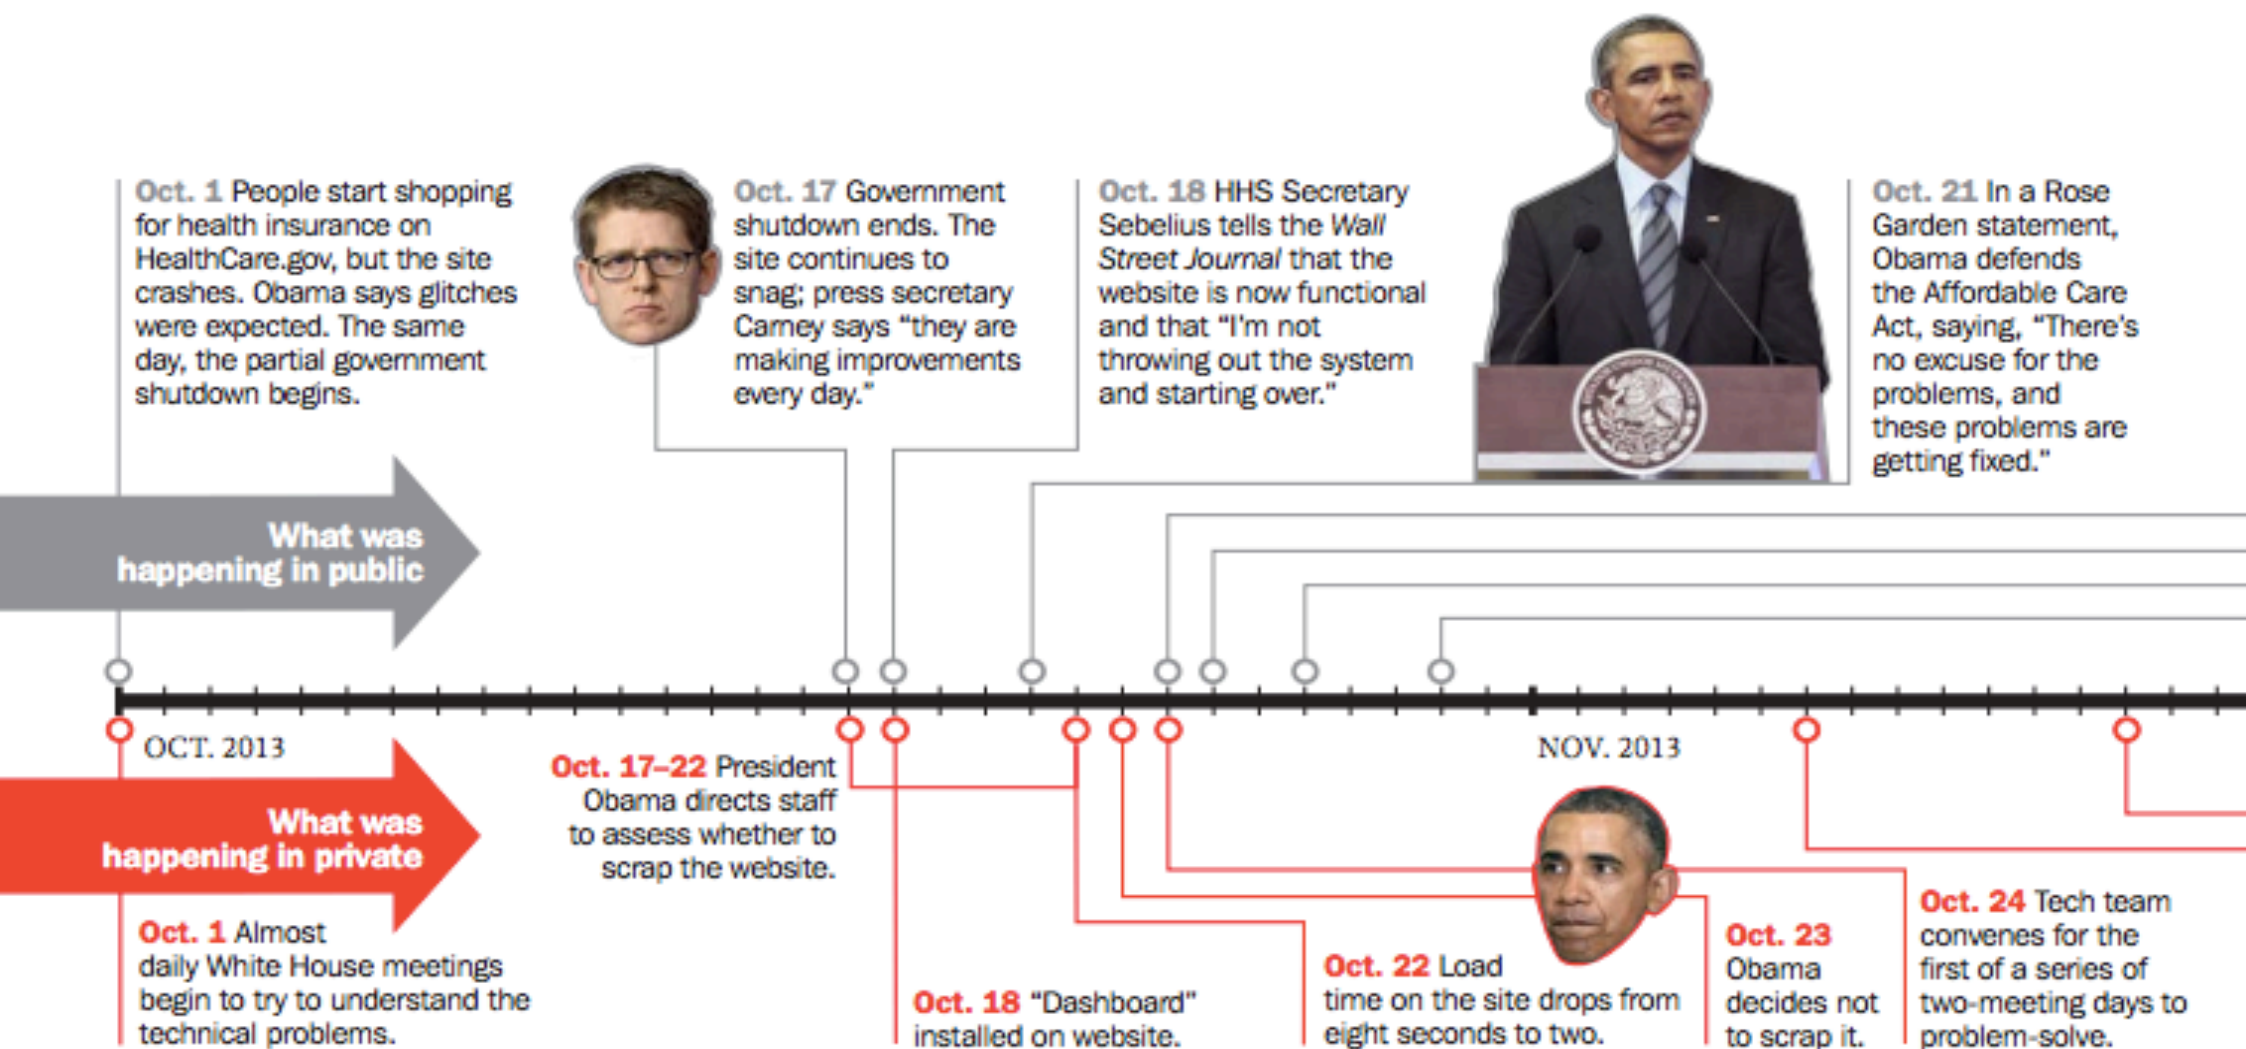 Oct. 1 People start shopping
for health insurance on
HealthCare.gov, but the site
crashes. Obama says glitches
were expected. The same
day, the partial government
shutdown begins.
Oct. 17 Government
shutdown ends. The
site continues to
snag; press secretary
Carney says “they are
making improvements
every day.”
Oct. 18 HHS Secretary
Sebelius tells the Wall
Street Journal that the
website is now functional
and that “I'm not
throwing out the system
and starting over.”
Oct. 21 In a Rose
Garden statement,
Obama defends
the Affordable Care
Act, saying, “There's
no excuse for the
problems, and
these problems are
getting fixed.”
What was
happening in public
OCT. 2013
NOV. 2013
What was
happening in private
Oct. 1 Almost
daily White House meetings
begin to try to understand the
technical problems.
Oct. 17–22 President
Obama directs staff
to assess whether to
scrap the website.
Oct. 18 “Dashboard”
installed on website.
Oct. 22 Load
time on the site drops from
eight seconds to two.
Oct. 23
Obama
decides not
to scrap it.
Oct. 24 Tech team
convenes for the
first of a series of
two-meeting days to
problem-solve.